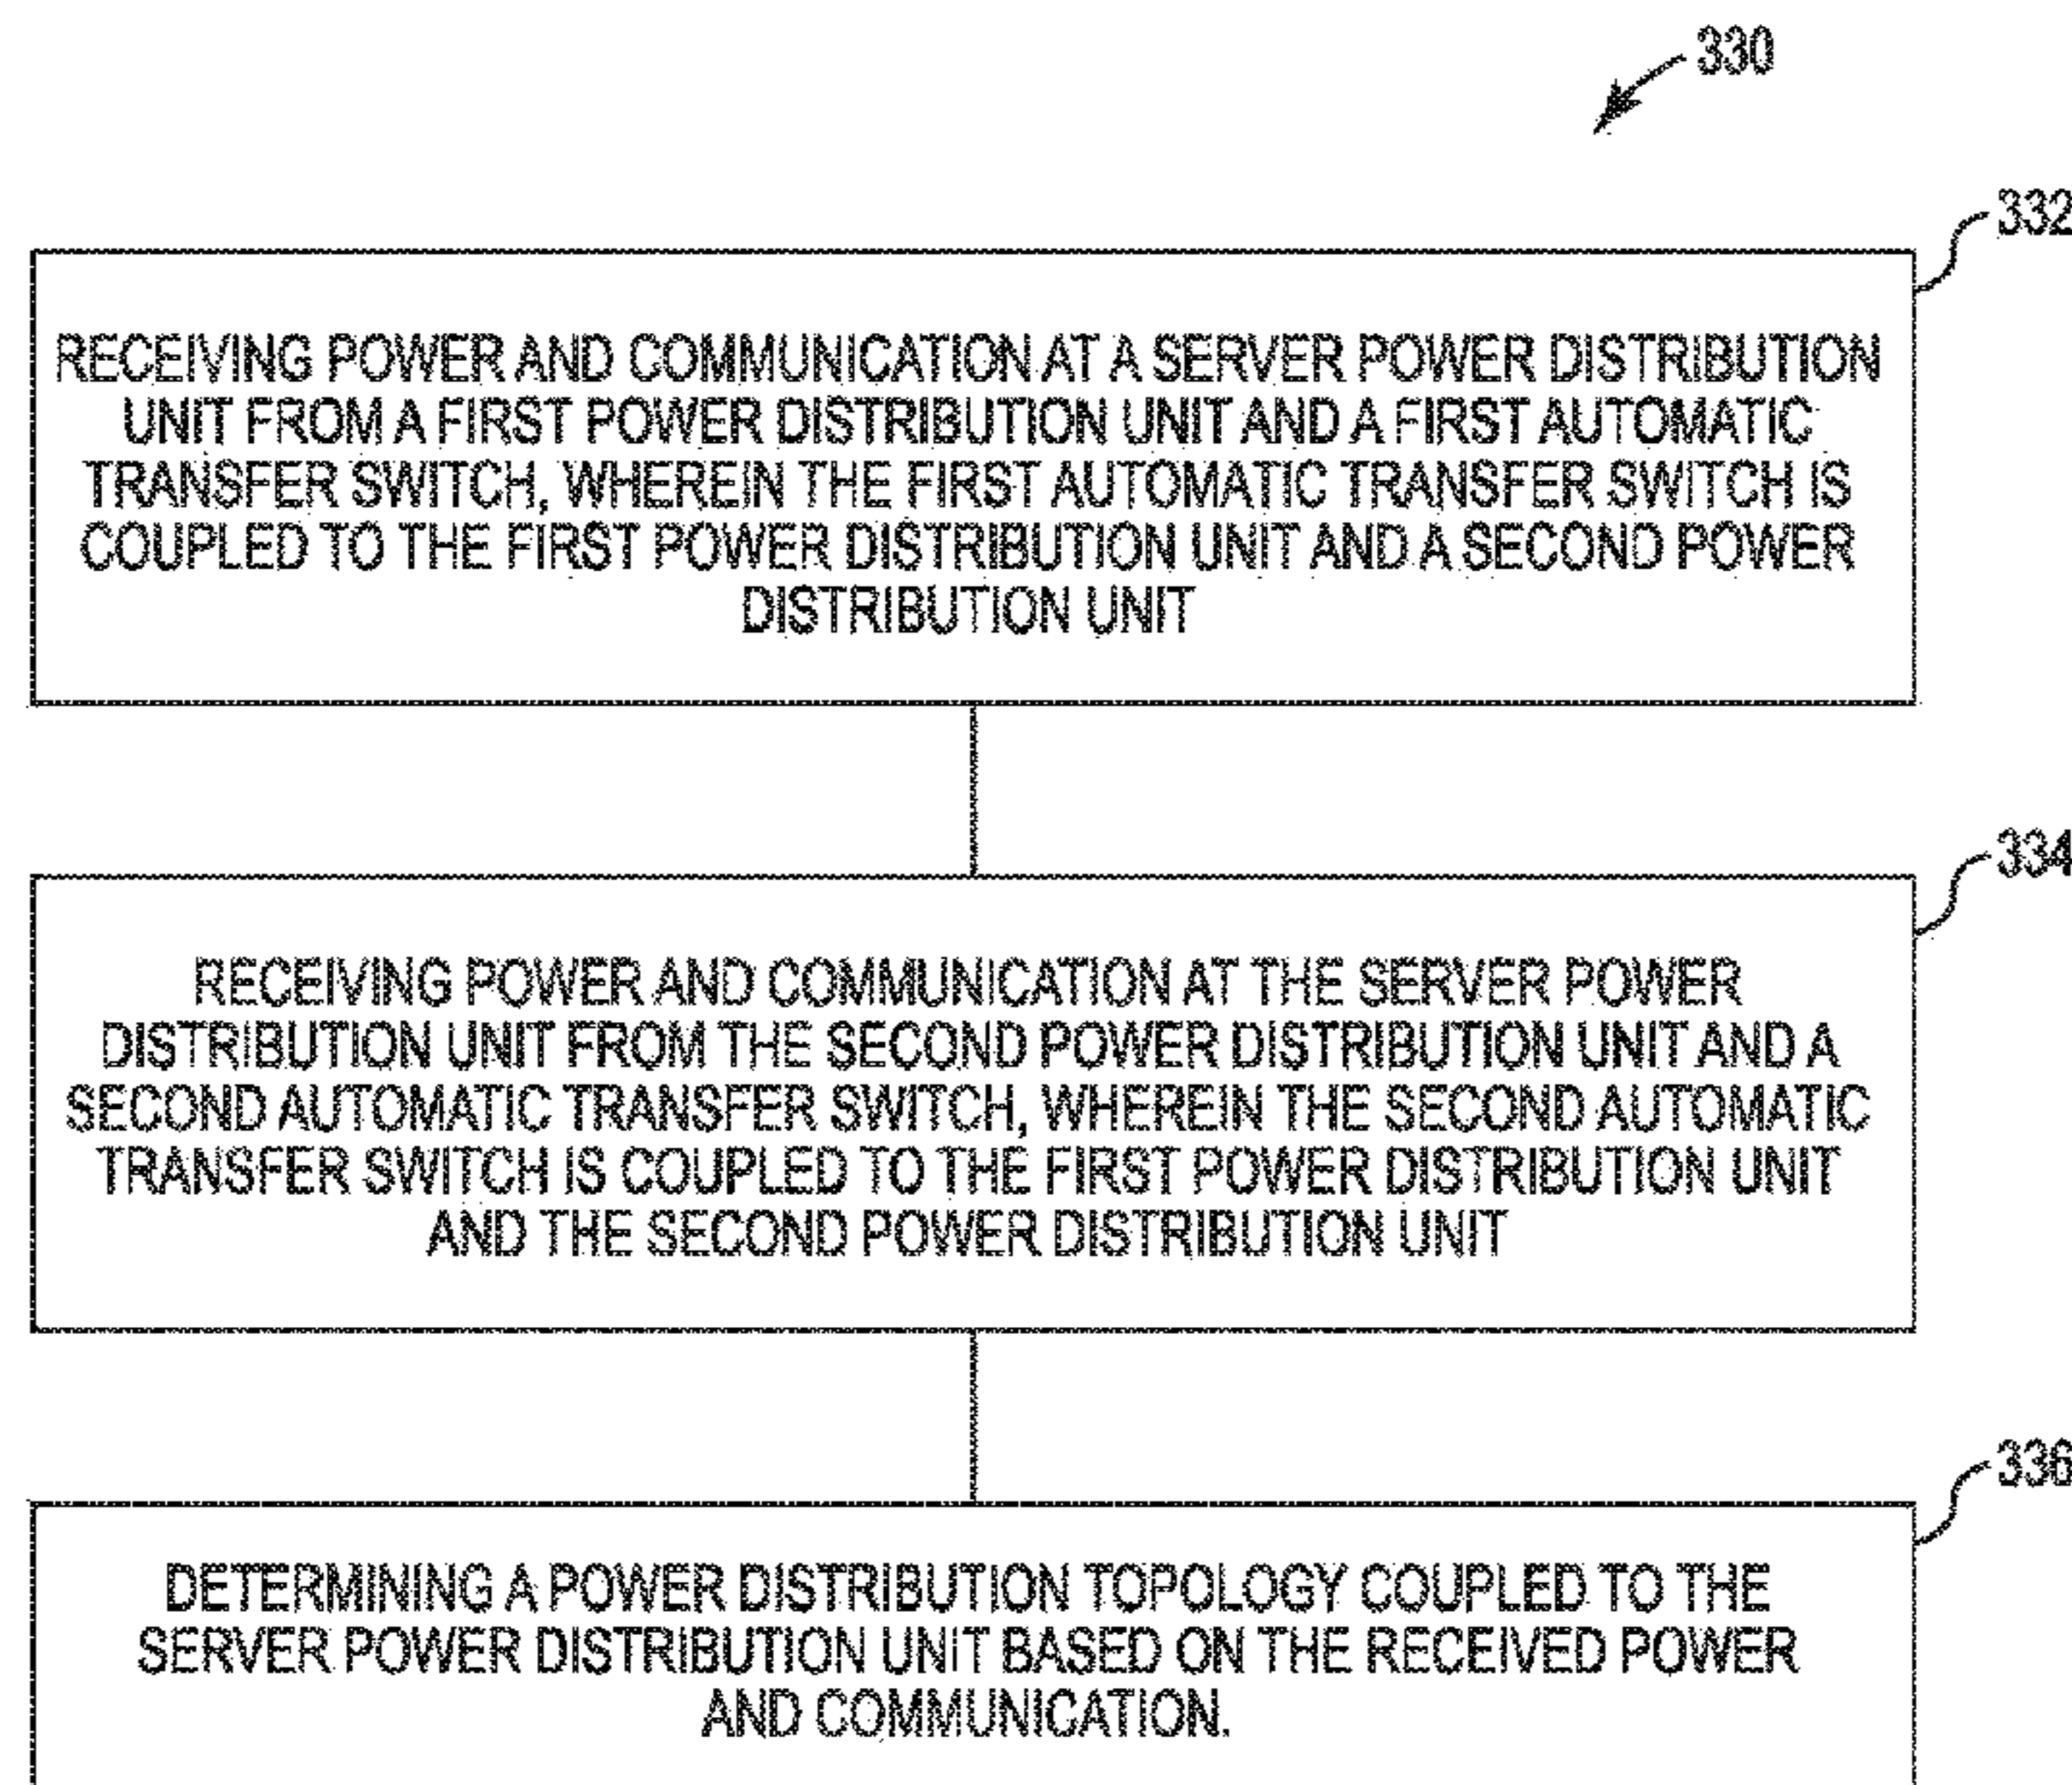 330
332
RECEIVING POWER AND COMMUNICATION AT A SERVER POWER DISTRIBUTION
UNIT FROM A FIRST POWER DISTRIBUTION UNIT AND A FIRST AUTOMATIC
TRANSFER SWITCH, WHEREIN THE FIRST AUTOMATIC TRANSFER SWITCH IS
COUPLED TO THE FIRST POWER DISTRIBUTION UNIT AND A SECOND POWER
DISTRIBUTION UNIT
334
RECEIVING POWER AND COMMUNICATION AT THE SERVER POWER
DISTRIBUTION UNIT FROM THE SECOND POWER DISTRIBUTION UNIT AND A
SECOND AUTOMATIC TRANSFER SWITCH, WHEREIN THE SECOND AUTOMATIC
TRANSFER SWITCH IS COUPLED TO THE FIRST POWER DISTRIBUTION UNIT
AND THE SECOND POWER DISTRIBUTION UNIT
336
DETERMINING A POWER DISTRIBUTION TOPOLOGY COUPLED TO THE
SERVER POWER DISTRIBUTION UNIT BASED ON THE RECEIVED POWER
AND COMMUNICATION.